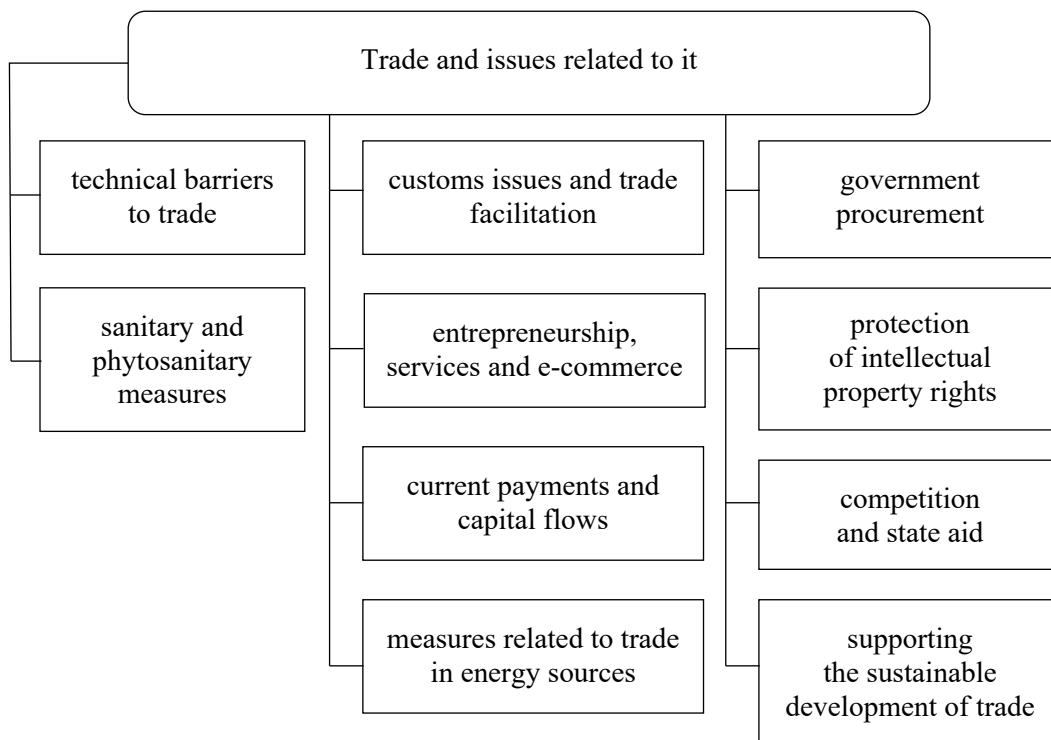 Trade and issues related to it
technical barriers
to trade
sanitary and
phytosanitary
measures
customs issues and trade
facilitation
entrepreneurship,
services and e-commerce
current payments and
capital flows
measures related to trade
in energy sources
government
procurement
protection
of intellectual
property rights
competition
and state aid
supporting
the sustainable
development of trade